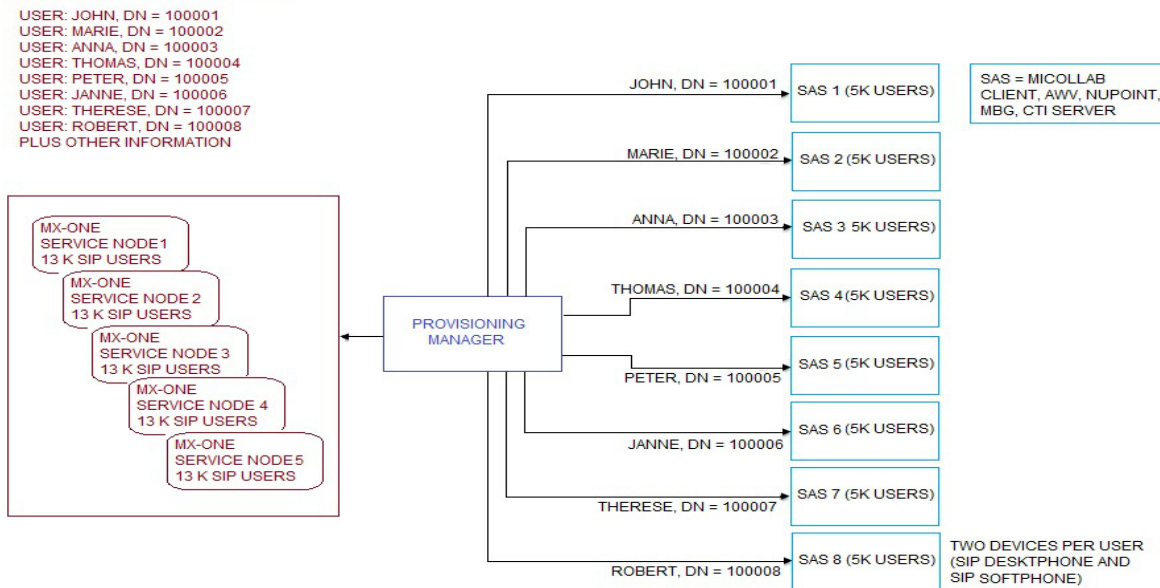 USER: JOHN, DN = 100001
USER: MARIE, DN = 100002
USER: ANNA, DN = 100003
USER: THOMAS, DN = 100004
USER: PETER, DN = 100005
USER: JANNE, DN = 100006
USER: THERESE, DN = 100007
USER: ROBERT, DN = 100008
PLUS OTHER INFORMATION
MX-ONE
SERVICE NODE1
13 K SIP USERS
MX-ONE
SERVICE NODE 2
13 K SIP USERS
MX-ONE
SERVICE NODE 3
13 K SIP USERS
MX-ONE
SERVICE NODE 4
13 K SIP USERS
MX-ONE
SERVICE NODE 5
13 K SIP USERS
PROVISIONING
MANAGER
JOHN, DN = 100001
SAS 1 (5K USERS)
MARIE, DN = 100002
SAS 2 (5K USERS)
ANNA, DN = 100003
SAS 3 5K USERS)
THOMAS, DN = 100004
SAS 4 (5K USERS)
PETER, DN = 100005
SAS 5 (5K USERS)
JANNE, DN = 100006
SAS 6 (5K USERS)
THERESE, DN = 100007
SAS 7 (5K USERS)
ROBERT, DN = 100008
SAS 8 (5K USERS)
SAS = MICOLLAB
CLIENT, AWV, NUPOINT,
MBG, CTI SERVER
TWO DEVICES PER USER
(SIP DESKTPHONE AND
SIP SOFTPHONE)